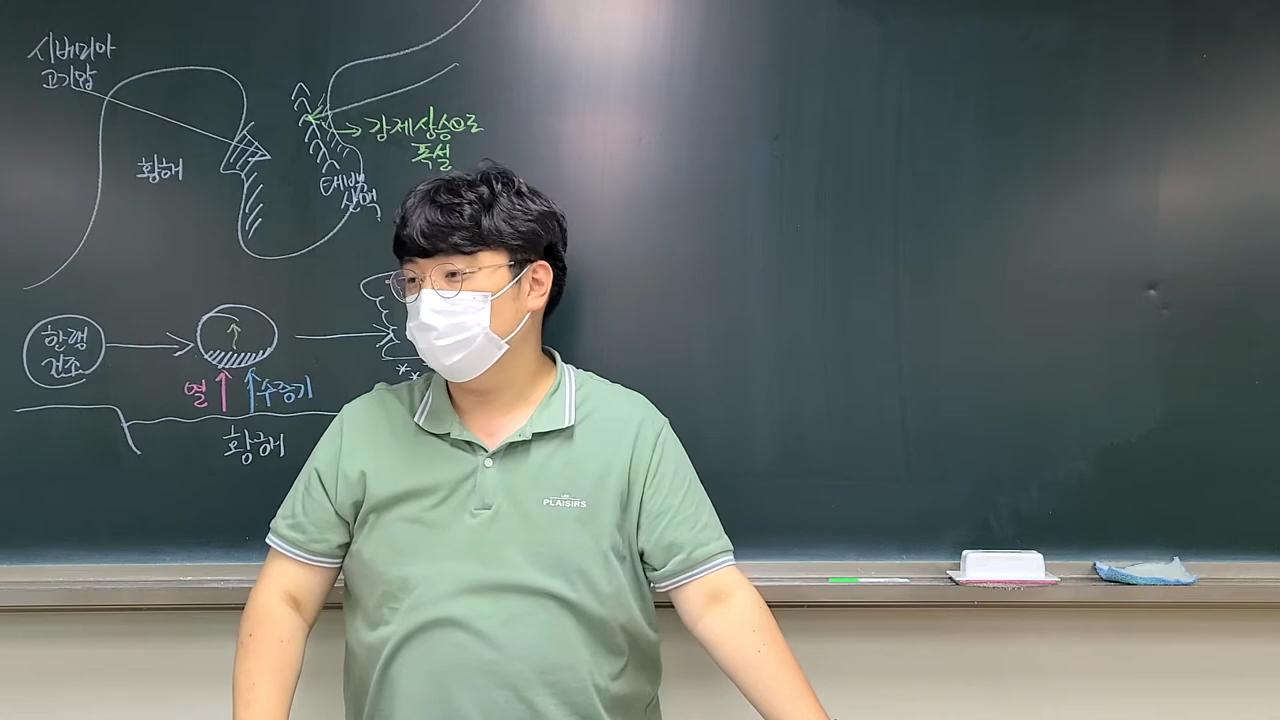 시베리아
고기압
황해
강제상승으로
폭설
태백
산맥
한랭
건조
열
수증기
황해
LES
PLAISIRS